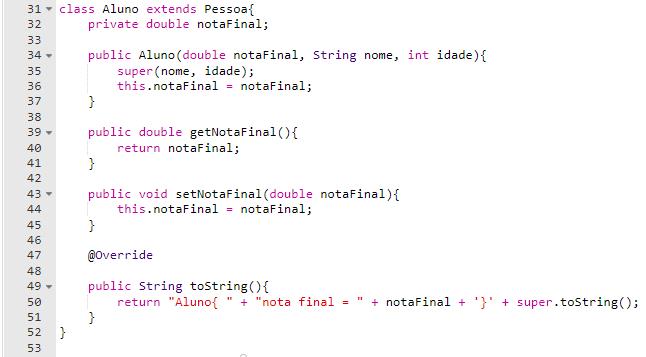 31 class Aluno extends Pessoa{
32     private double notaFinal;
33
34     public Aluno(double notaFinal, String nome, int idade){
35         super(nome, idade);
36         this.notaFinal = notaFinal;
37     }
38
39     public double getNotaFinal(){
40         return notaFinal;
41     }
42
43     public void setNotaFinal(double notaFinal){
44         this.notaFinal = notaFinal;
45     }
46
47     @Override
48
49     public String toString(){
50         return "Aluno{ " + "nota final = " + notaFinal + '}' + super.toString();
51     }
52 }
53